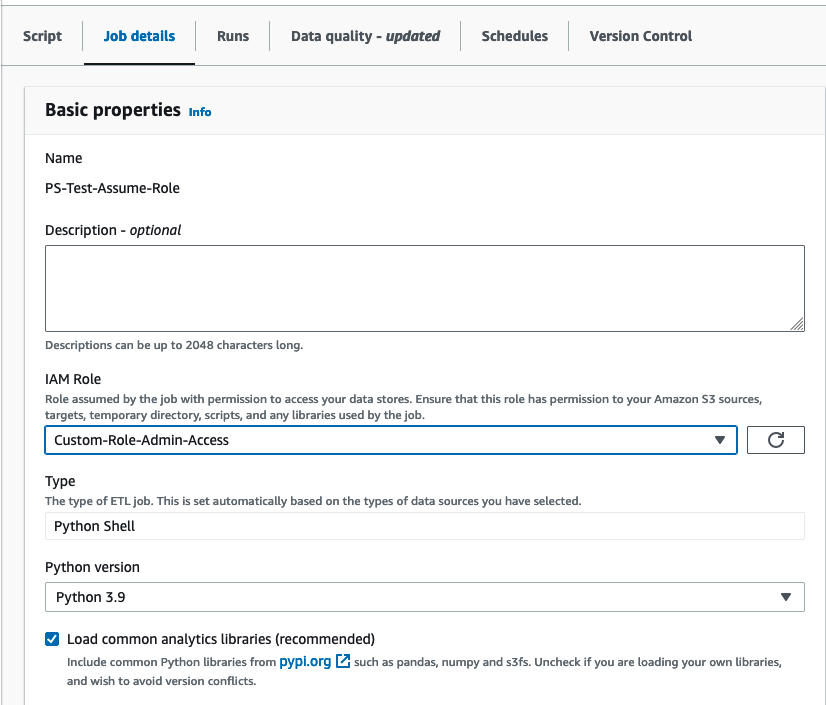 Script Job details Runs Data quality - updated Schedules Version Control
Basic properties Info
Name
PS-Test-Assume-Role
Description - optional
Descriptions can be up to 2048 characters long.
IAM Role
Role assumed by the job with permission to access your data stores. Ensure that this role has permission to your Amazon S3 sources,
targets, temporary directory, scripts, and any libraries used by the job.
Custom-Role-Admin-Access
Type
The type of ETL job. This is set automatically based on the types of data sources you have selected.
Python Shell
Python version
Python 3.9
Load common analytics libraries (recommended)
Include common Python libraries from pypi.org such as pandas, numpy and s3fs. Uncheck if you are loading your own libraries,
and wish to avoid version conflicts.